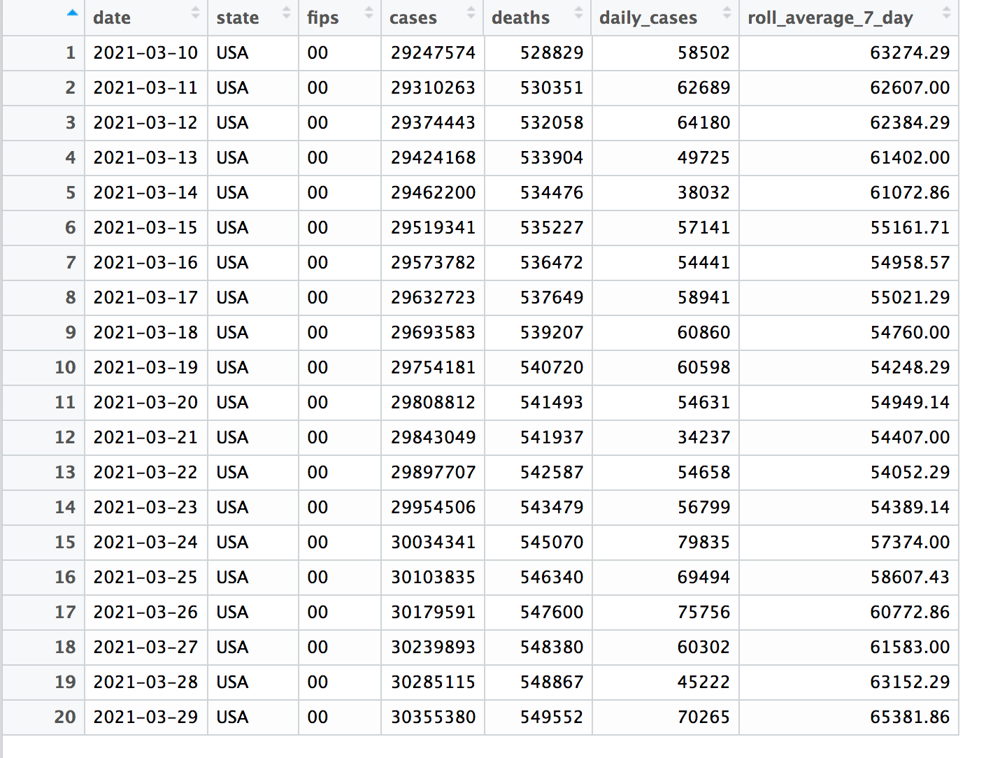 date state fips cases deaths daily_cases roll_average_7_day
1 2021-03-10 USA 00 29247574 528829 58502 63274.29
2 2021-03-11 USA 00 29310263 530351 62689 62607.00
3 2021-03-12 USA 00 29374443 532058 64180 62384.29
4 2021-03-13 USA 00 29424168 533904 49725 61402.00
5 2021-03-14 USA 00 29462200 534476 38032 61072.86
6 2021-03-15 USA 00 29519341 535227 57141 55161.71
7 2021-03-16 USA 00 29573782 536472 54441 54958.57
8 2021-03-17 USA 00 29632723 537649 58941 55021.29
9 2021-03-18 USA 00 29693583 539207 60860 54760.00
10 2021-03-19 USA 00 29754181 540720 60598 54248.29
11 2021-03-20 USA 00 29808812 541493 54631 54949.14
12 2021-03-21 USA 00 29843049 541937 34237 54407.00
13 2021-03-22 USA 00 29897707 542587 54658 54052.29
14 2021-03-23 USA 00 29954506 543479 56799 54389.14
15 2021-03-24 USA 00 30034341 545070 79835 57374.00
16 2021-03-25 USA 00 30103835 546340 69494 58607.43
17 2021-03-26 USA 00 30179591 547600 75756 60772.86
18 2021-03-27 USA 00 30239893 548380 60302 61583.00
19 2021-03-28 USA 00 30285115 548867 45222 63152.29
20 2021-03-29 USA 00 30355380 549552 70265 65381.86